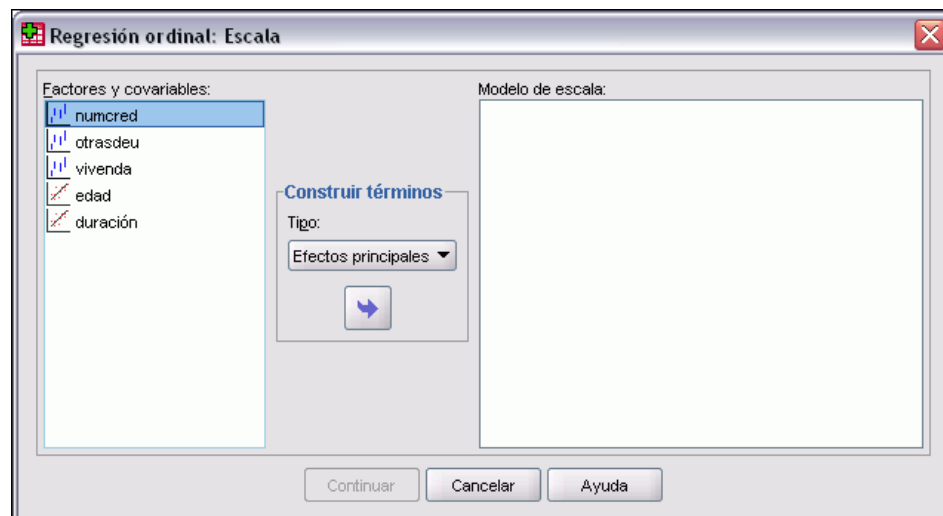 Regresión ordinal: Escala
Factores y covariables:
numcred
otrasdeu
vivenda
edad
duración
Construir términos
Tipo:
Efectos principales
Modelo de escala:
Continuar
Cancelar
Ayuda